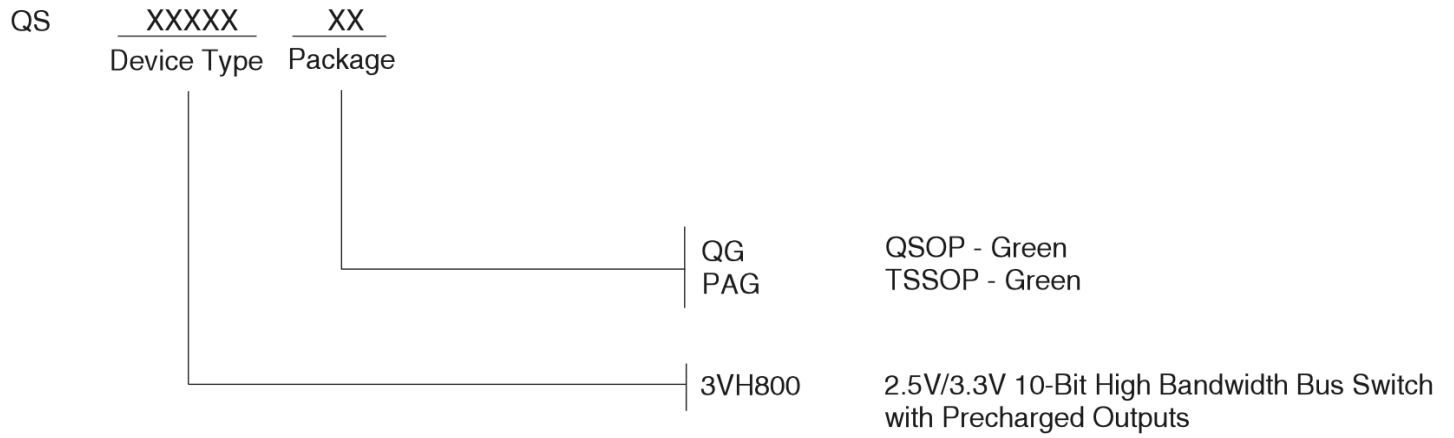 QS XXXXX XX
Device Type Package
QG QSOP - Green
PAG TSSOP - Green
3VH800 2.5V/3.3V 10-Bit High Bandwidth Bus Switch
with Precharged Outputs